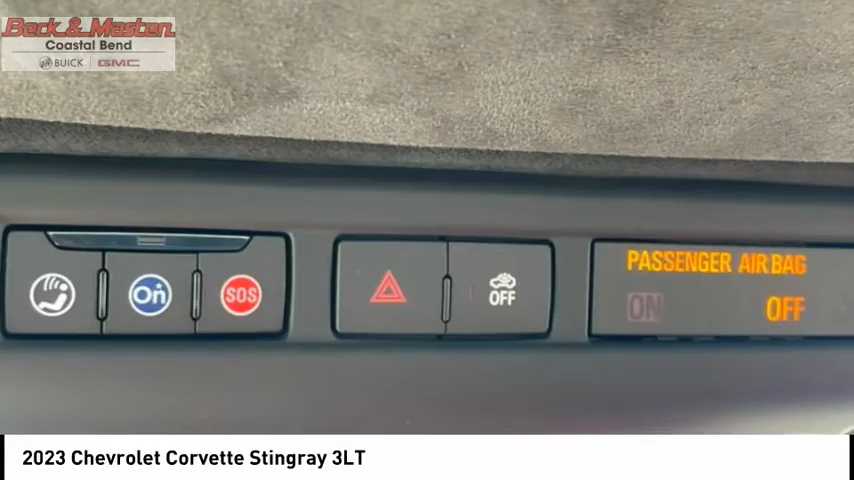 Beck & Masten
Coastal Bend
BUICK GMC
On
SOS
OFF
PASSENGER AIR BAG
ON OFF
2023 Chevrolet Corvette Stingray 3LT